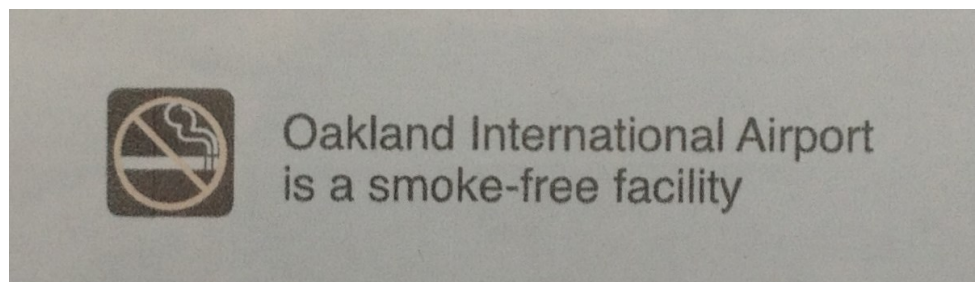 Oakland International Airport
is a smoke-free facility